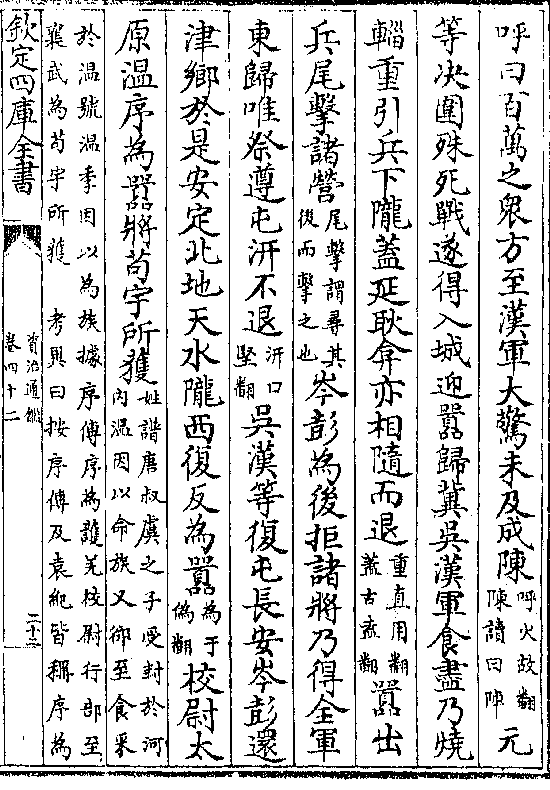 呼曰百萬之衆方至漢軍大驚未及成陳呼火故翻陳讀曰陣元
等决圍殊死戰遂得入城迎囂歸冀吳漢軍食盡乃燒
輜重引兵下隴蓋延耿弇亦相隨而退重直用翻蓋古盍翻囂出
兵尾擊諸營尾擊謂尋其後而擊之也岑彭為後拒諸將乃得全軍
東歸唯祭遵屯汧不退汧口堅翻吳漢等復屯長安岑彭還
津鄉於是安定北地天水隴西復反為囂為于偽翻校尉太
原溫序為囂將苟宇所獲姓譜唐叔虞之子受封於河内溫因以命族又郤至食采
於溫號溫季因以為族據序傳序為護羌校尉行部至
襄武為苟宇所獲 考異曰按序傳及袁紀皆稱序為
欽定四庫全書
資治通鑑
卷四十二
二十二